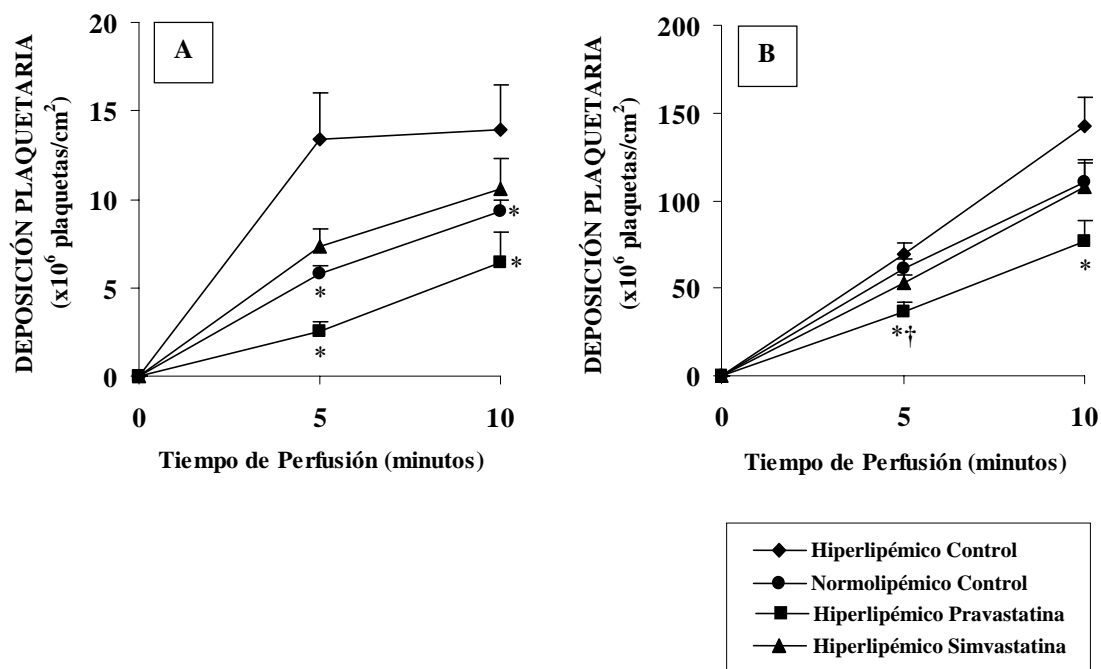 A
DEPOSICIÓN PLAQUETARIA
(x10⁶ plaquetas/cm²)
20
15
10
5
0
*
*
*
*
0 5 10
Tiempo de Perfusión (minutos)
B
DEPOSICIÓN PLAQUETARIA
(x10⁶ plaquetas/cm²)
200
150
100
50
0
*†
*
0 5 10
Tiempo de Perfusión (minutos)
Hiperlipémico Control
Normolipémico Control
Hiperlipémico Pravastatina
Hiperlipémico Simvastatina